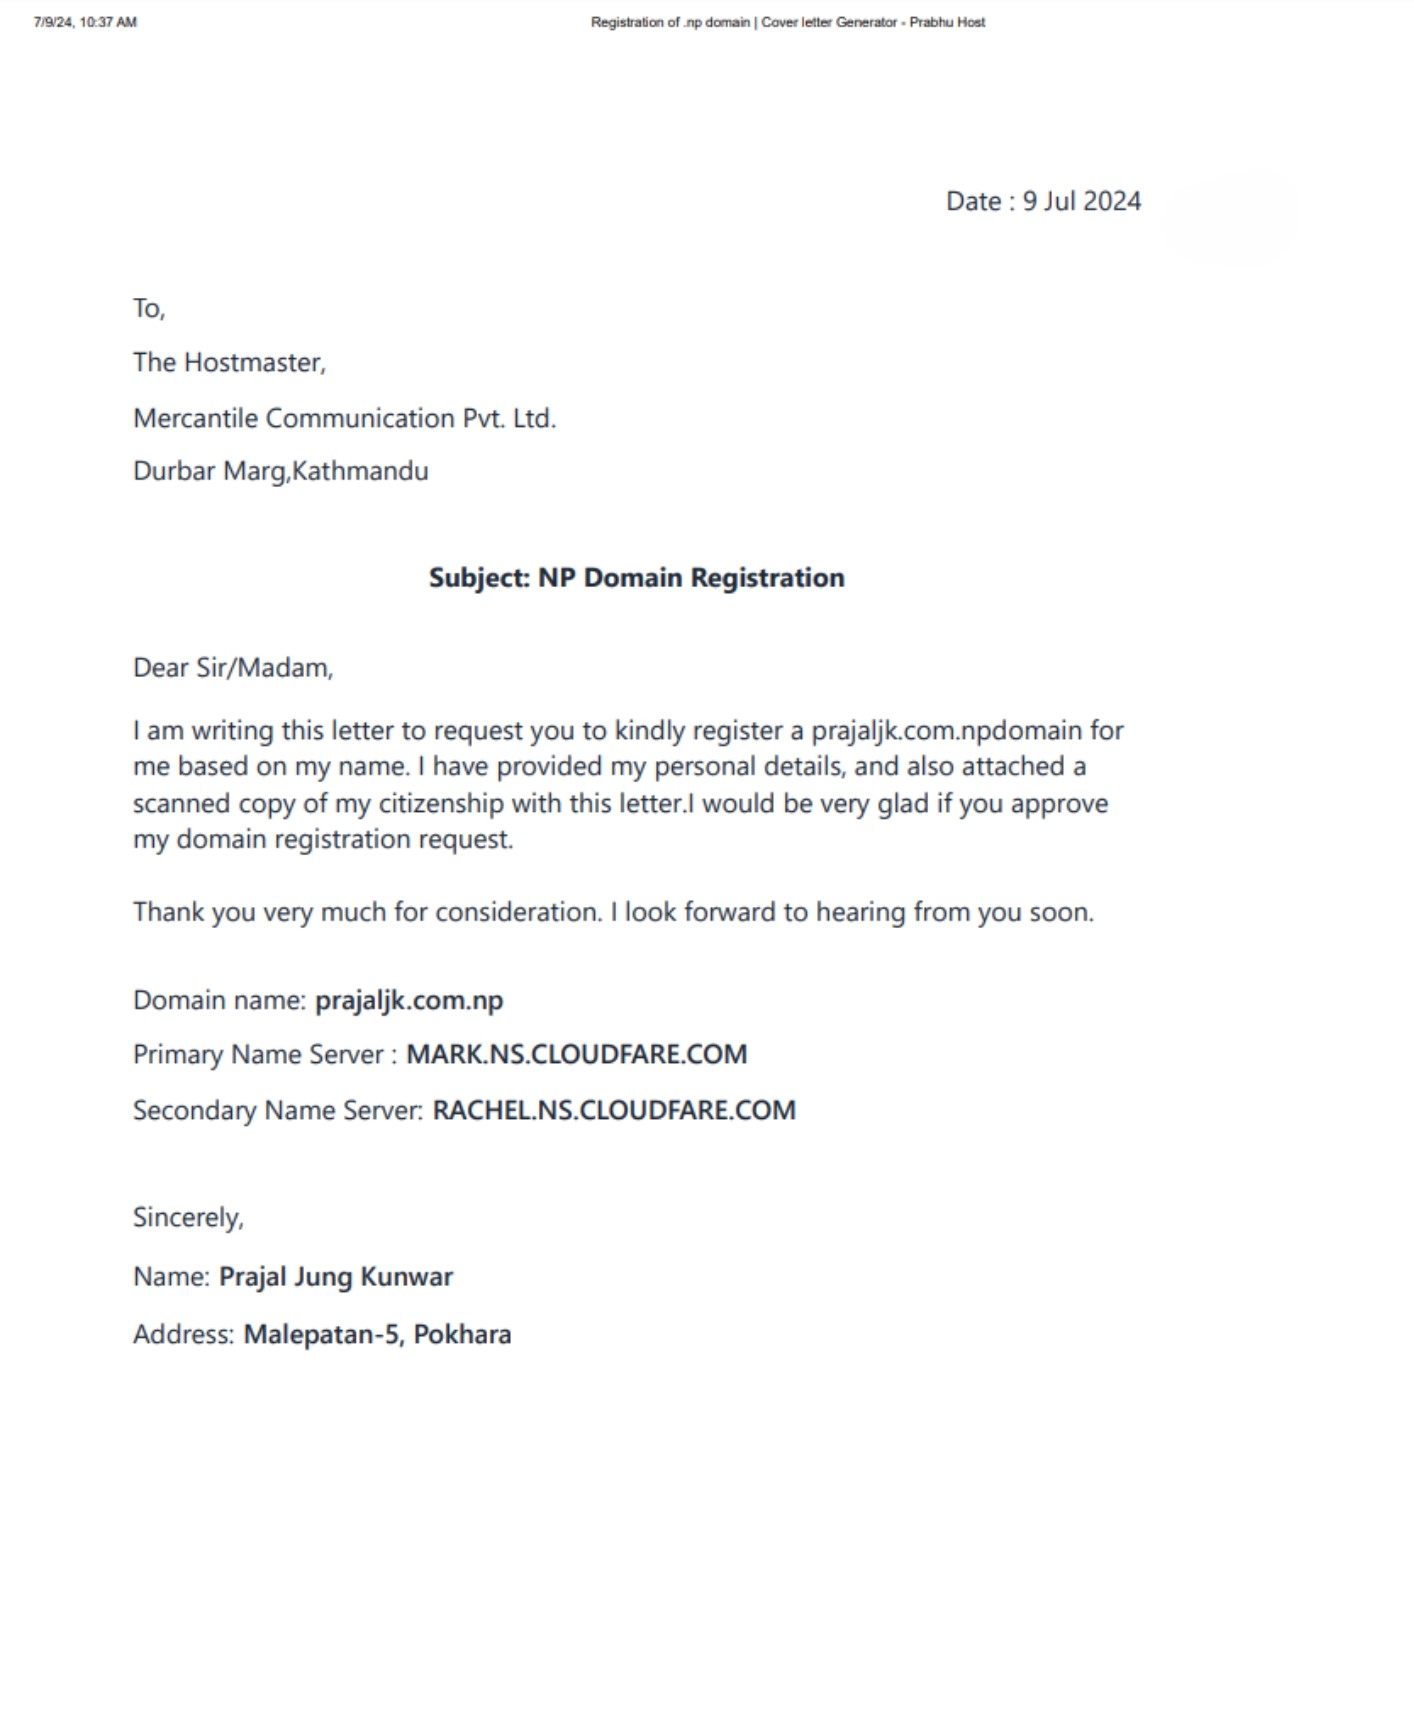 7/9/24, 10:37 AM Registration of .np domain | Cover letter Generator - Prabhu Host
Date : 9 Jul 2024
To,
The Hostmaster,
Mercantile Communication Pvt. Ltd.
Durbar Marg,Kathmandu
Subject: NP Domain Registration
Dear Sir/Madam,
I am writing this letter to request you to kindly register a prajaljk.com.npdomain for
me based on my name. I have provided my personal details, and also attached a
scanned copy of my citizenship with this letter.I would be very glad if you approve
my domain registration request.
Thank you very much for consideration. I look forward to hearing from you soon.
Domain name: prajaljk.com.np
Primary Name Server : MARK.NS.CLOUDFARE.COM
Secondary Name Server: RACHEL.NS.CLOUDFARE.COM
Sincerely,
Name: Prajal Jung Kunwar
Address: Malepatan-5, Pokhara